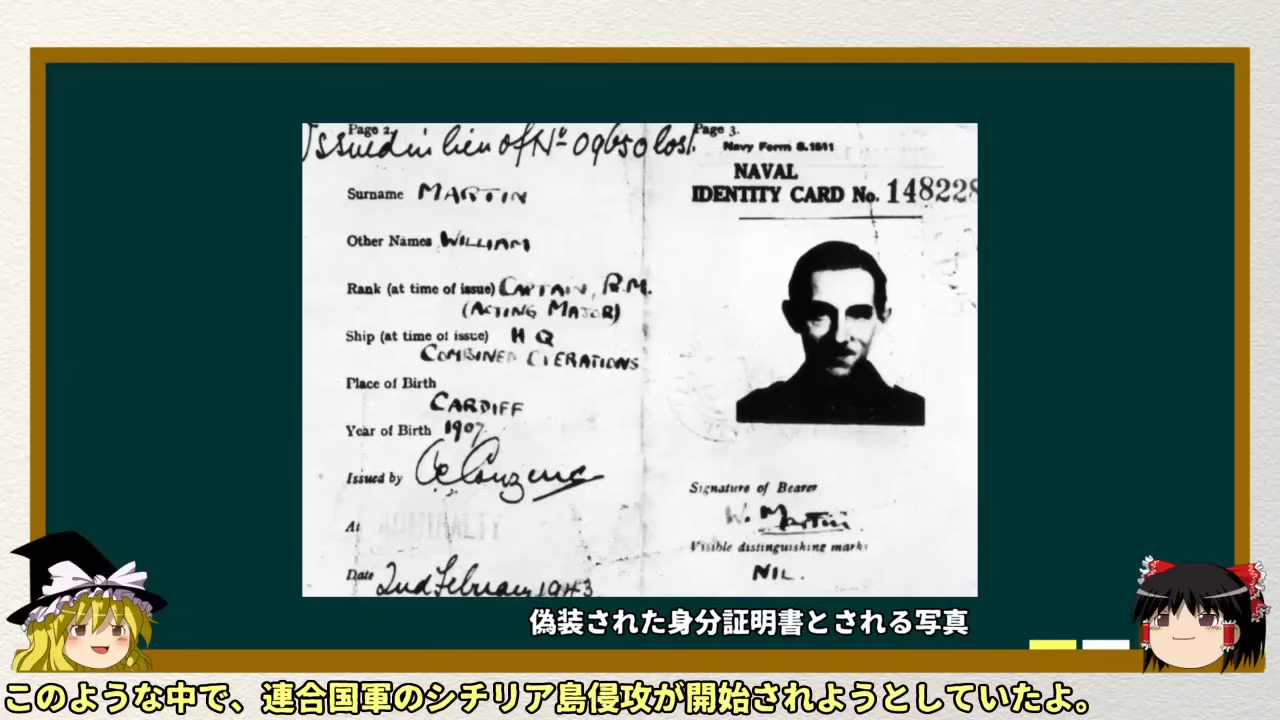 Page 2.
Issued in lieu of Nº 09650 lost.
Surname MARTIN
Other Names WILLIAM
Rank (at time of issue) CAPTAIN, R.M.
(ACTING MAJOR)
Ship (at time of issue) H Q
COMBINED OPERATIONS
Place of Birth
CARDIFF
Year of Birth 1907
Issued by
At ADMIRALTY
Date 2nd February 1943
Page 3.
Navy Form S.1511
NAVAL
IDENTITY CARD No. 148228
Signature of Bearer
W. Martin
Visible distinguishing marks
NIL.
偽装された身分証明書とされる写真
このような中で、連合国軍のシチリア島侵攻が開始されようとしていたよ。